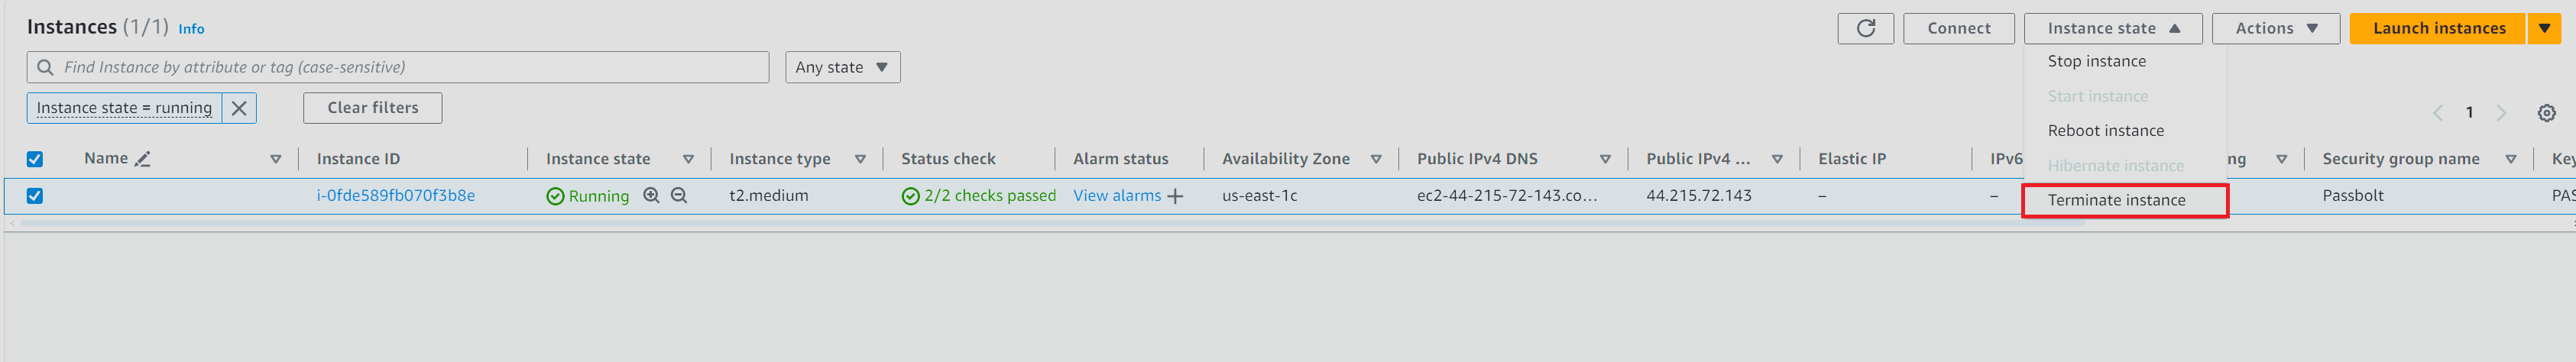 Instances (1/1) Info
Connect Instance state Actions Launch instances
Find Instance by attribute or tag (case-sensitive) Any state
Instance state = running Clear filters
Stop instance
Start instance
Reboot instance
Hibernate instance
Terminate instance
1
Name Instance ID Instance state Instance type Status check Alarm status Availability Zone Public IPv4 DNS Public IPv4 ... Elastic IP IPv6 ng Security group name Key
i-0fde589fb070f3b8e Running t2.medium 2/2 checks passed View alarms + us-east-1c ec2-44-215-72-143.co... 44.215.72.143 – – Passbolt PAS